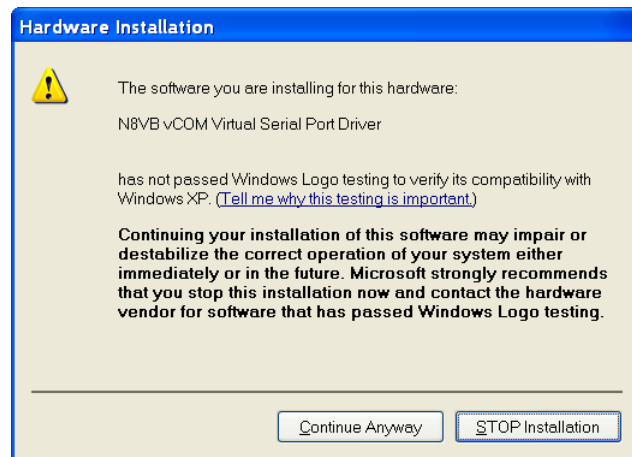 Hardware Installation
The software you are installing for this hardware:
N8VB vCOM Virtual Serial Port Driver
has not passed Windows Logo testing to verify its compatibility with
Windows XP. (Tell me why this testing is important.)
Continuing your installation of this software may impair or
destabilize the correct operation of your system either
immediately or in the future. Microsoft strongly recommends
that you stop this installation now and contact the hardware
vendor for software that has passed Windows Logo testing.
Continue Anyway
STOP Installation